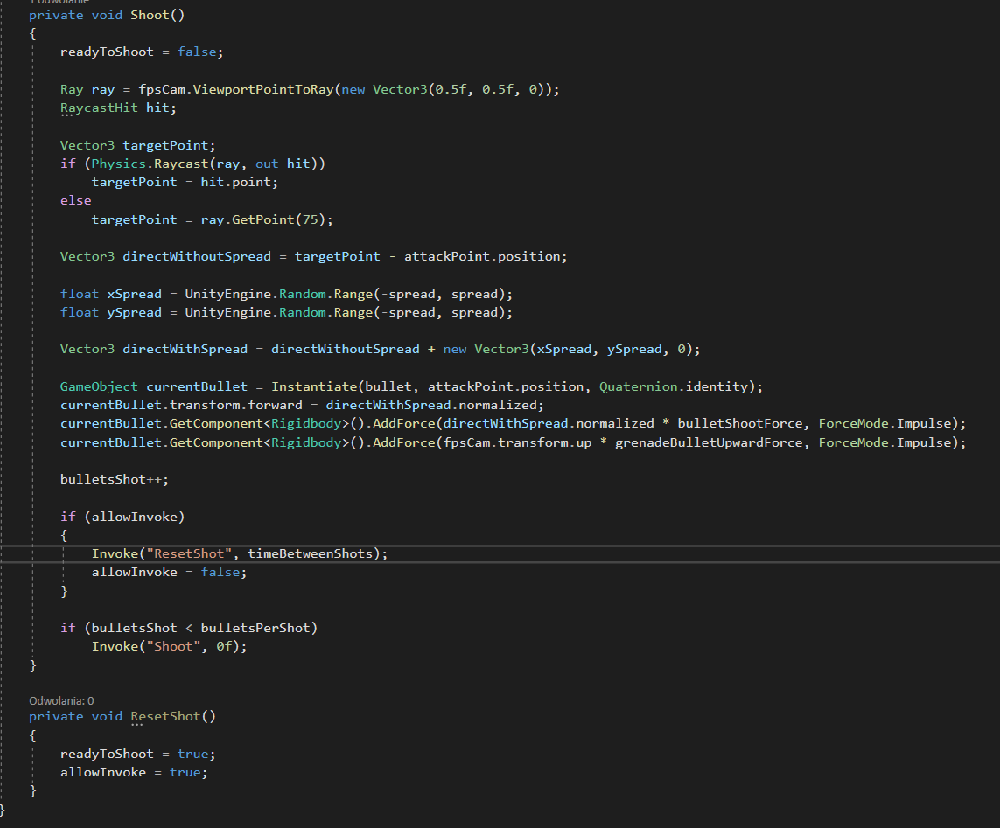 1 odwołanie
private void Shoot()
{
readyToShoot = false;
Ray ray = fpsCam.ViewportPointToRay(new Vector3(0.5f, 0.5f, 0));
RaycastHit hit;
Vector3 targetPoint;
if (Physics.Raycast(ray, out hit))
targetPoint = hit.point;
else
targetPoint = ray.GetPoint(75);
Vector3 directWithoutSpread = targetPoint - attackPoint.position;
float xSpread = UnityEngine.Random.Range(-spread, spread);
float ySpread = UnityEngine.Random.Range(-spread, spread);
Vector3 directWithSpread = directWithoutSpread + new Vector3(xSpread, ySpread, 0);
GameObject currentBullet = Instantiate(bullet, attackPoint.position, Quaternion.identity);
currentBullet.transform.forward = directWithSpread.normalized;
currentBullet.GetComponent<Rigidbody>().AddForce(directWithSpread.normalized * bulletShootForce, ForceMode.Impulse);
currentBullet.GetComponent<Rigidbody>().AddForce(fpsCam.transform.up * grenadeBulletUpwardForce, ForceMode.Impulse);
bulletsShot++;
if (allowInvoke)
{
Invoke("ResetShot", timeBetweenShots);
allowInvoke = false;
}
if (bulletsShot < bulletsPerShot)
Invoke("Shoot", 0f);
}
Odwołania: 0
private void ResetShot()
{
readyToShoot = true;
allowInvoke = true;
}
}